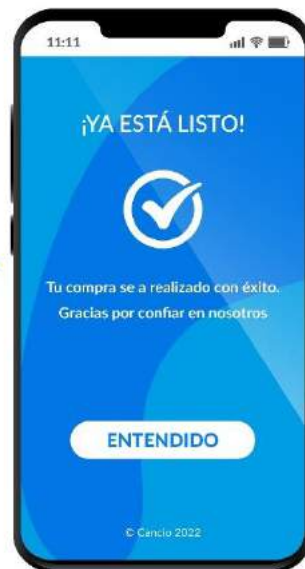 11:11
¡YA ESTÁ LISTO!
Tu compra se a realizado con éxito.
Gracias por confiar en nosotros
ENTENDIDO
© Cancio 2022